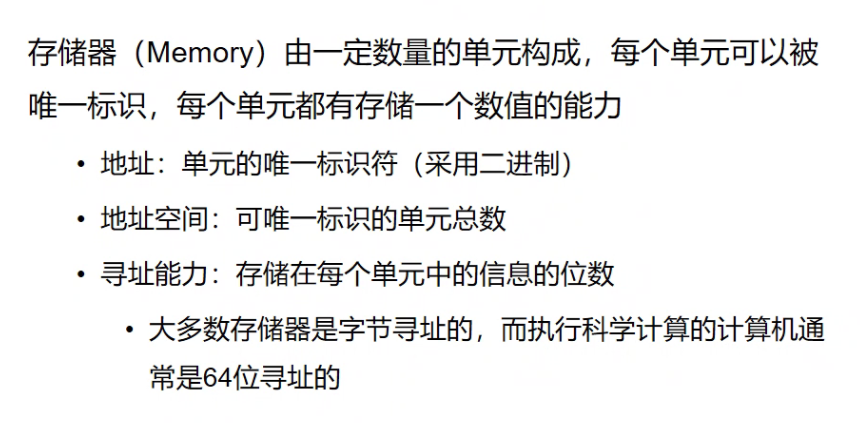 存储器（Memory）由一定数量的单元构成，每个单元可以被
唯一标识，每个单元都有存储一个数值的能力
• 地址：单元的唯一标识符（采用二进制）
• 地址空间：可唯一标识的单元总数
• 寻址能力：存储在每个单元中的信息的位数
• 大多数存储器是字节寻址的，而执行科学计算的计算机通
常是64位寻址的